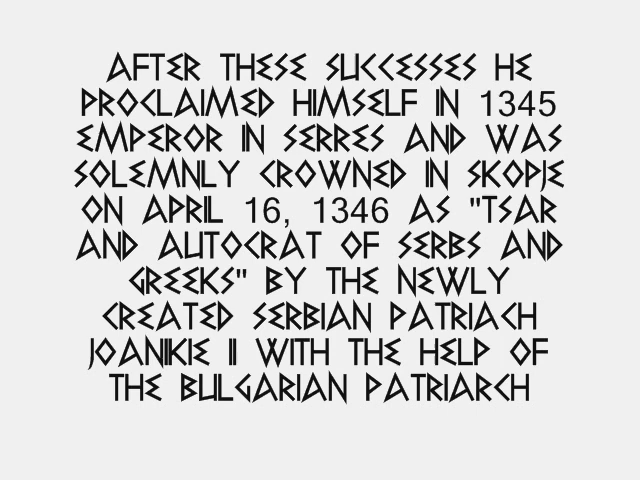 AFTER THESE SUCCESSES HE
PROCLAIMED HIMSELF IN 1345
EMPEROR IN SERRES AND WAS
SOLEMNLY CROWNED IN SKOPJE
ON APRIL 16, 1346 AS "TSAR
AND AUTOCRAT OF SERBS AND
GREEKS" BY THE NEWLY
CREATED SERBIAN PATRIACH
JOANIKIE II WITH THE HELP OF
THE BULGARIAN PATRIARCH